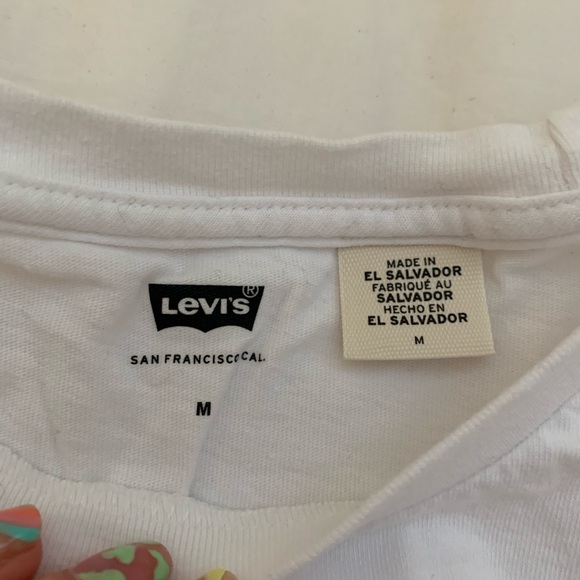 Levi's®
SAN FRANCISCO CAL.
M
MADE IN
EL SALVADOR
FABRIQUÉ AU
SALVADOR
HECHO EN
EL SALVADOR
M